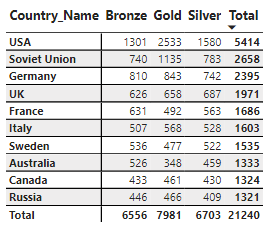 Country_Name Bronze Gold Silver Total
USA 1301 2533 1580 5414
Soviet Union 740 1135 783 2658
Germany 810 843 742 2395
UK 626 658 687 1971
France 631 492 563 1686
Italy 507 568 528 1603
Sweden 536 477 522 1535
Australia 526 348 459 1333
Canada 433 461 430 1324
Russia 446 466 409 1321
Total 6556 7981 6703 21240